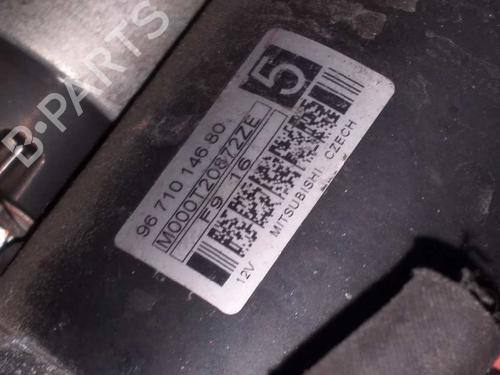 B-PARTS
5
96 710 146 80
M000T20872ZE
F9 16
12V MITSUBISHI CZECH